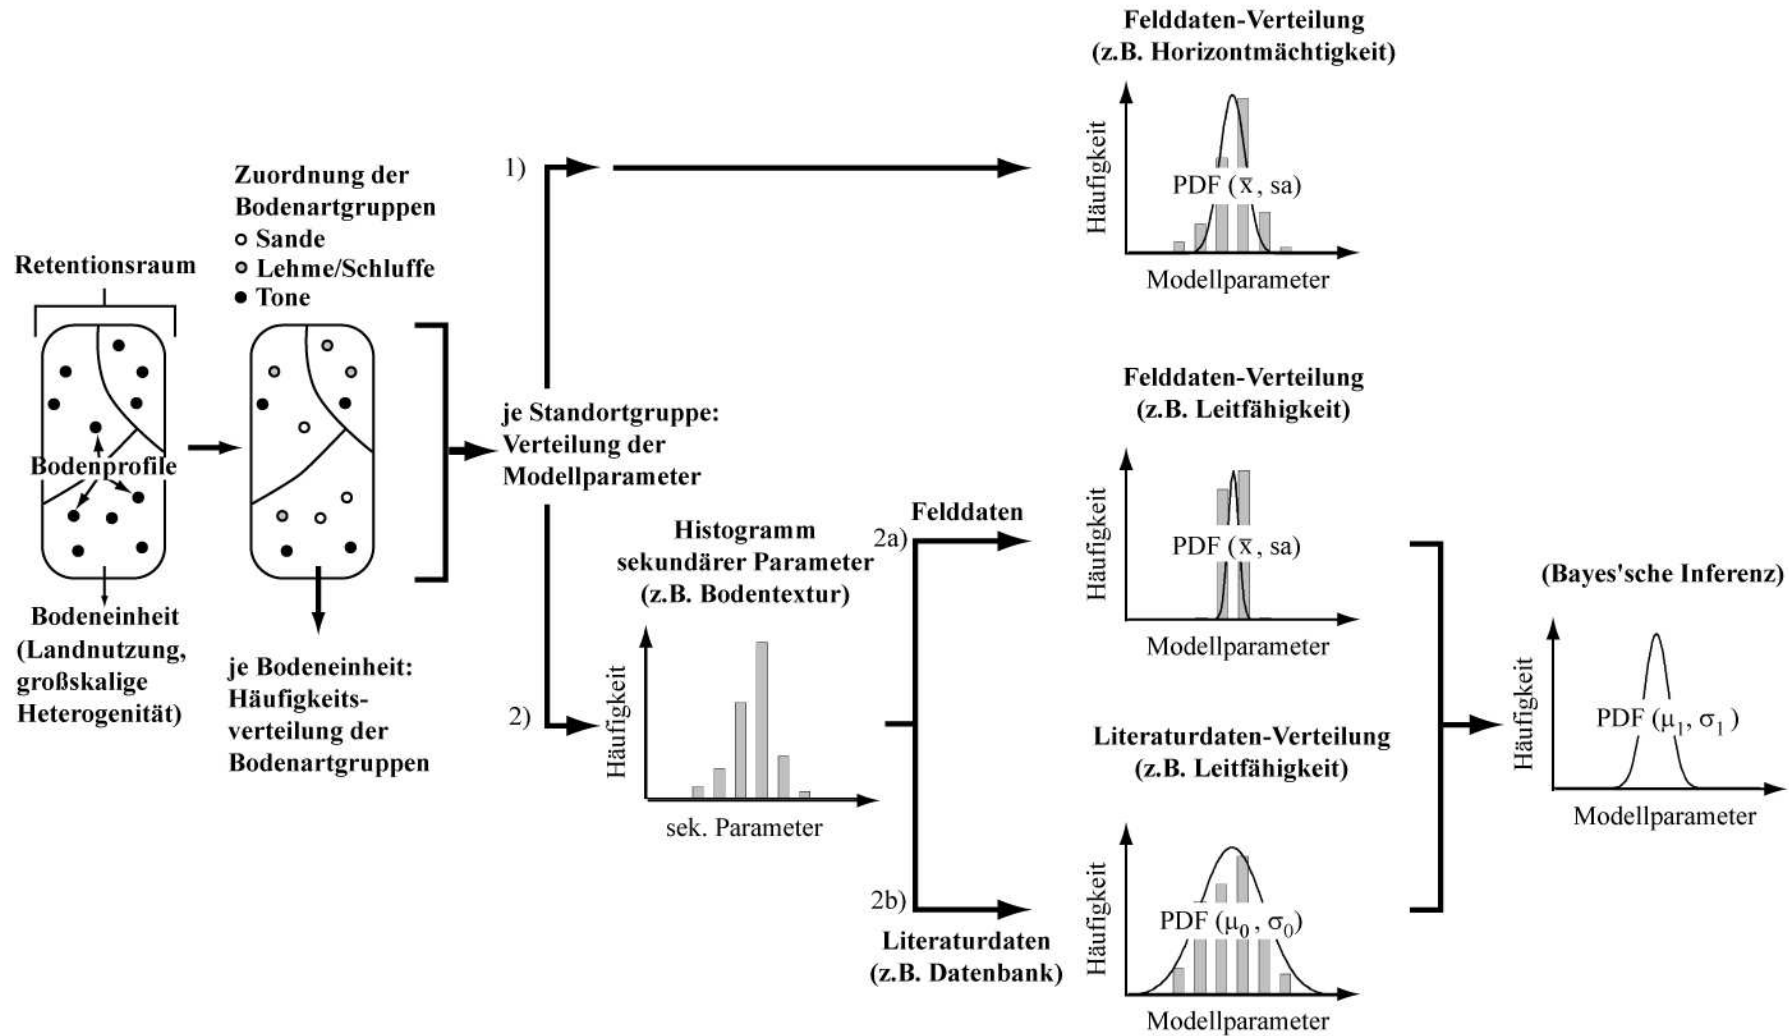 Retentionsraum
Bodenprofile
Bodeneinheit
(Landnutzung,
großskalige
Heterogenität)
Zuordnung der
Bodenartgruppen
Sande
Lehme/Schluffe
Tone
je Bodeneinheit:
Häufigkeits-
verteilung der
Bodenartgruppen
je Standortgruppe:
Verteilung der
Modellparameter
1)
2)
Felddaten-Verteilung
(z.B. Horizontmächtigkeit)
Häufigkeit
PDF (x̅, sa)
Modellparameter
Histogramm
sekundärer Parameter
(z.B. Bodentextur)
Häufigkeit
sek. Parameter
Felddaten
2a)
Felddaten-Verteilung
(z.B. Leitfähigkeit)
Häufigkeit
PDF (x̅, sa)
Modellparameter
2b)
Literaturdaten
(z.B. Datenbank)
Literaturdaten-Verteilung
(z.B. Leitfähigkeit)
Häufigkeit
PDF (μ₀, σ₀)
Modellparameter
(Bayes'sche Inferenz)
Häufigkeit
PDF (μ₁, σ₁ )
Modellparameter